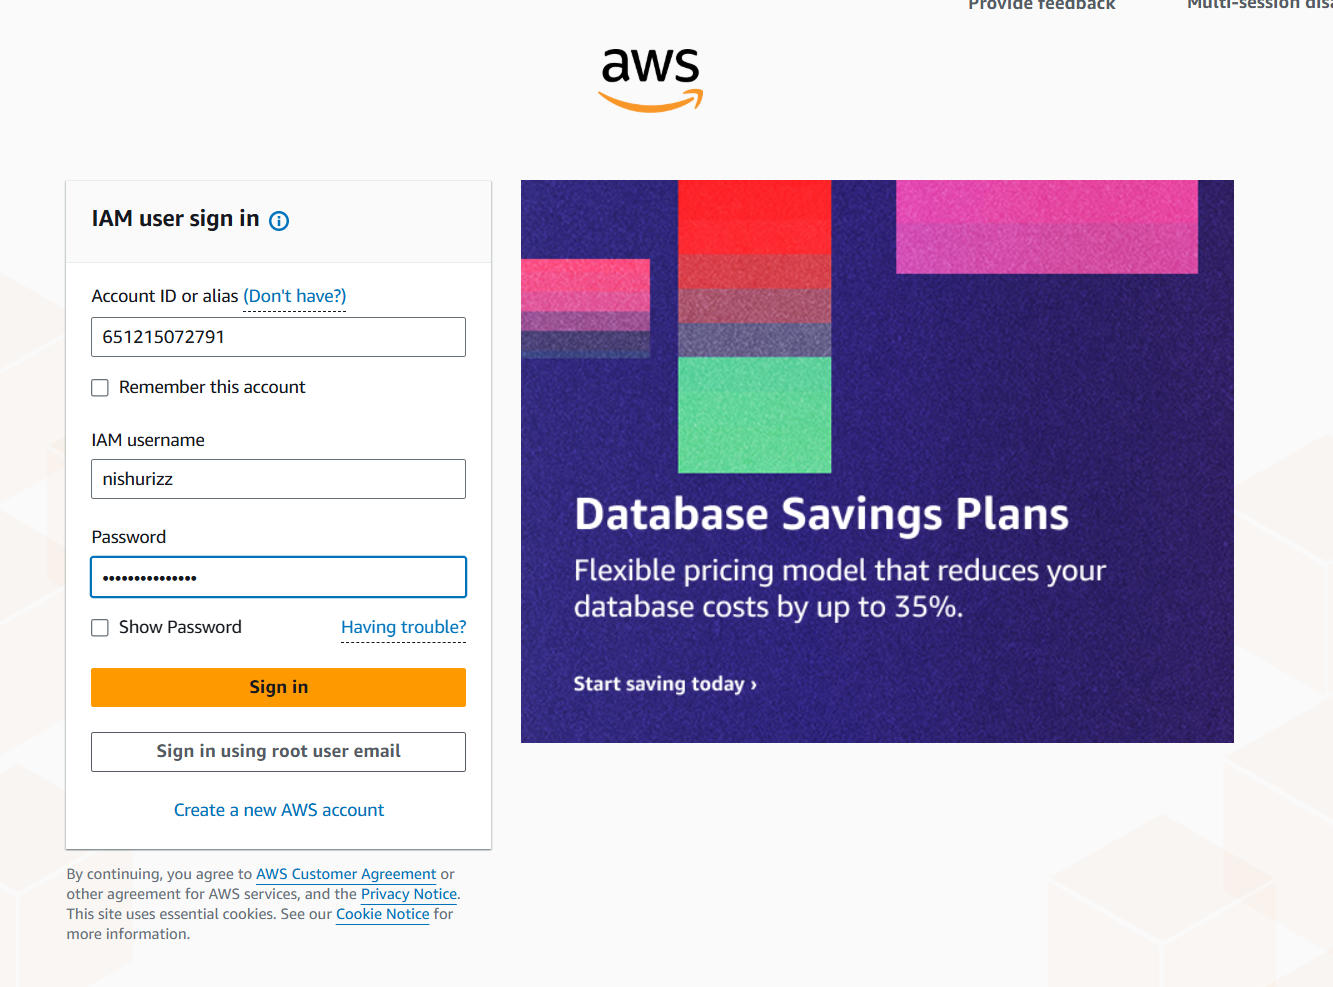 Provide feedback
Multi-session disa
aws
IAM user sign in
Account ID or alias (Don't have?)
651215072791
Remember this account
IAM username
nishurizz
Password
•••••••••••••••
Show Password
Having trouble?
Sign in
Sign in using root user email
Create a new AWS account
By continuing, you agree to AWS Customer Agreement or
other agreement for AWS services, and the Privacy Notice.
This site uses essential cookies. See our Cookie Notice for
more information.
Database Savings Plans
Flexible pricing model that reduces your
database costs by up to 35%.
Start saving today ›